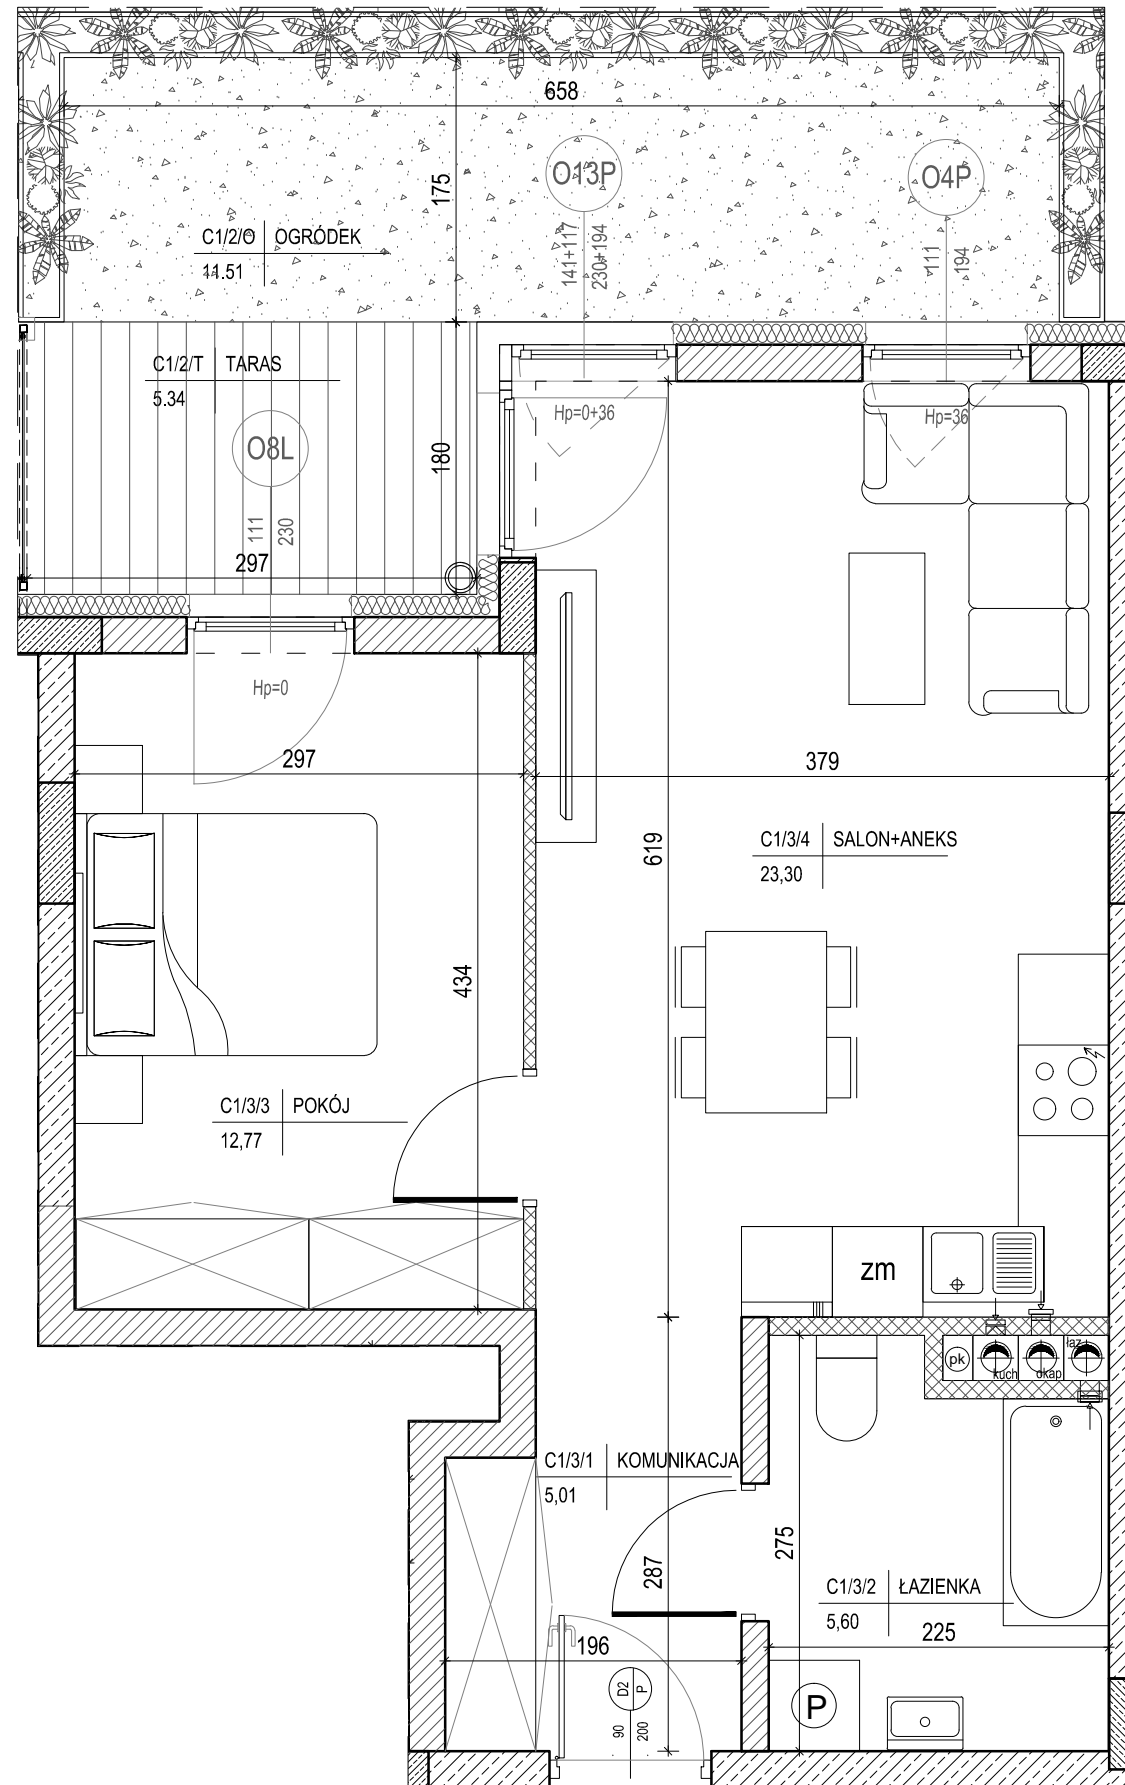 658
O13P
O4P
175
141+117
230+194
111
194
C1/2/O OGRÓDEK
11.51
C1/2/T TARAS
5.34
O8L
180
111
230
297
Hp=0+36
Hp=36
Hp=0
297
379
619
C1/3/4 SALON+ANEKS
23,30
434
C1/3/3 POKÓJ
12,77
zm
pk
kuch
okap
łaz
C1/3/1 KOMUNIKACJA
5,01
287
275
C1/3/2 ŁAZIENKA
5,60
225
196
D2
P
90
200
P